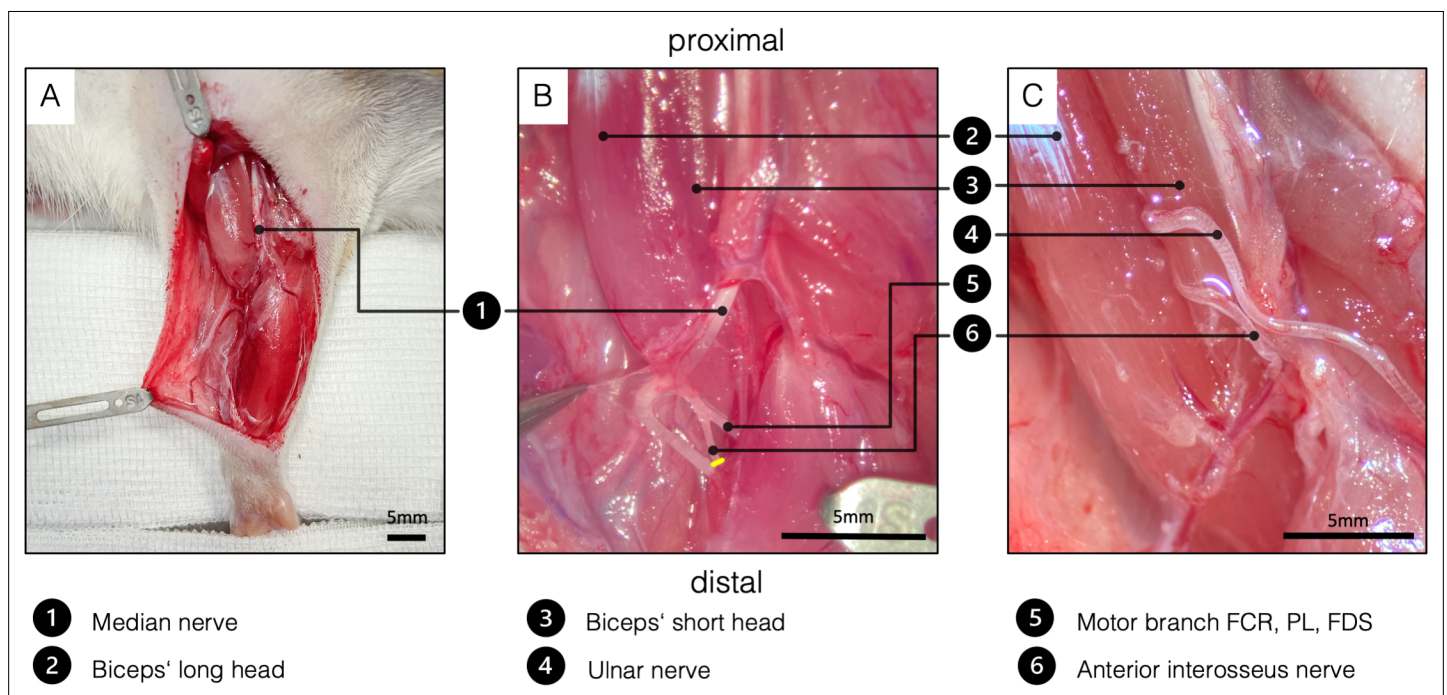 proximal
A
B
C
2
3
4
1
5
6
5mm
5mm
5mm
distal
1 Median nerve
3 Biceps‘ short head
5 Motor branch FCR, PL, FDS
2 Biceps‘ long head
4 Ulnar nerve
6 Anterior interosseus nerve